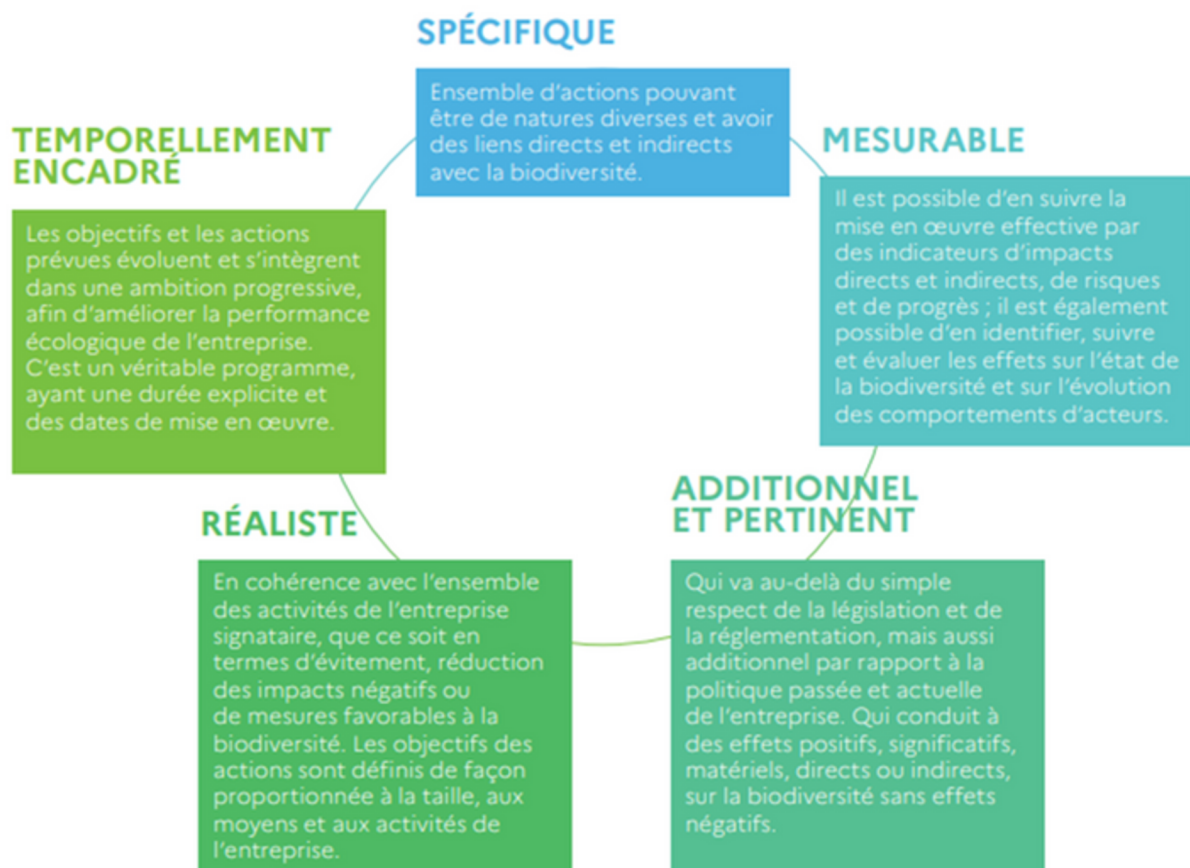 SPÉCIFIQUE
Ensemble d'actions pouvant
être de natures diverses et avoir
des liens directs et indirects
avec la biodiversité.
MESURABLE
Il est possible d'en suivre la
mise en œuvre effective par
des indicateurs d'impacts
directs et indirects, de risques
et de progrès ; il est également
possible d'en identifier, suivre
et évaluer les effets sur l'état de
la biodiversité et sur l'évolution
des comportements d'acteurs.
ADDITIONNEL
ET PERTINENT
Qui va au-delà du simple
respect de la législation et de
la réglementation, mais aussi
additionnel par rapport à la
politique passée et actuelle
de l'entreprise. Qui conduit à
des effets positifs, significatifs,
matériels, directs ou indirects,
sur la biodiversité sans effets
négatifs.
RÉALISTE
En cohérence avec l'ensemble
des activités de l'entreprise
signataire, que ce soit en
termes d'évitement, réduction
des impacts négatifs ou
de mesures favorables à la
biodiversité. Les objectifs des
actions sont définis de façon
proportionnée à la taille, aux
moyens et aux activités de
l'entreprise.
TEMPORELLEMENT
ENCADRÉ
Les objectifs et les actions
prévues évoluent et s'intègrent
dans une ambition progressive,
afin d'améliorer la performance
écologique de l'entreprise.
C'est un véritable programme,
ayant une durée explicite et
des dates de mise en œuvre.